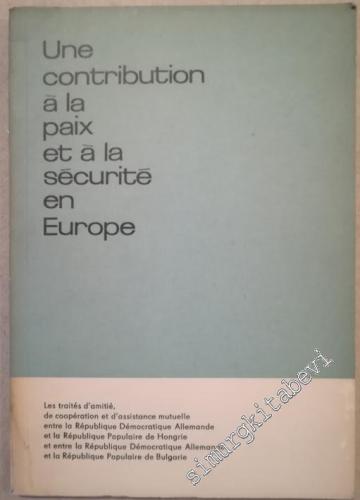 Une
contribution
à la
paix
et à la
sécurité
en
Europe
Les traités d'amitié,
de coopération et d'assistance mutuelle
entre la République Démocratique Allemande
et la République Populaire de Hongrie
et entre la République Démocratique Allemande
et la République Populaire de Bulgarie
simurgkitabevi